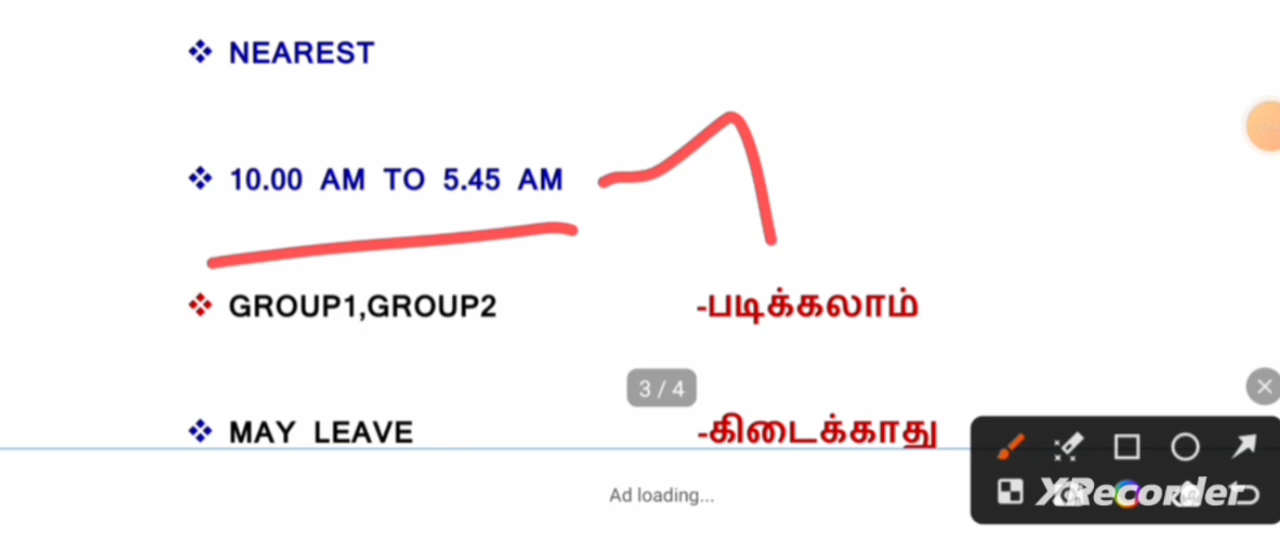 NEAREST
10.00 AM TO 5.45 AM
GROUP1,GROUP2 -படிக்கலாம்
3 / 4
MAY LEAVE -கிடைக்காது
XRecorder
Ad loading...